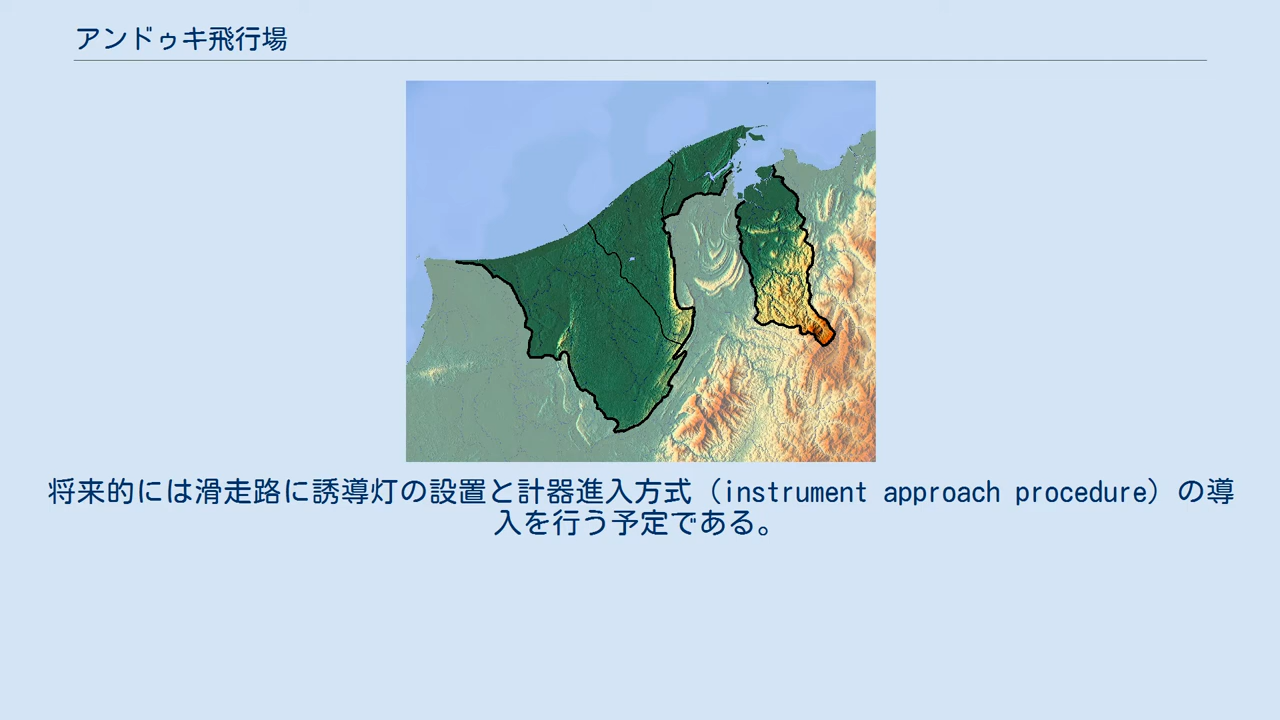 アンドゥキ飛行場
将来的には滑走路に誘導灯の設置と計器進入方式（instrument approach procedure）の導
入を行う予定である。